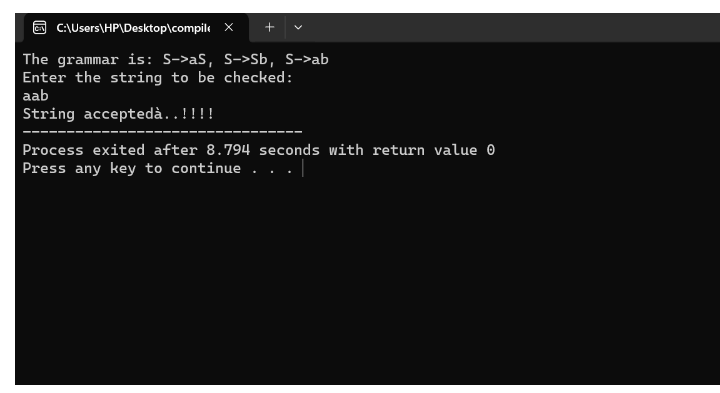 C:\Users\HP\Desktop\compile
The grammar is: S->aS, S->Sb, S->ab
Enter the string to be checked:
aab
String acceptedà..!!!!
--------------------------------
Process exited after 8.794 seconds with return value 0
Press any key to continue . . .